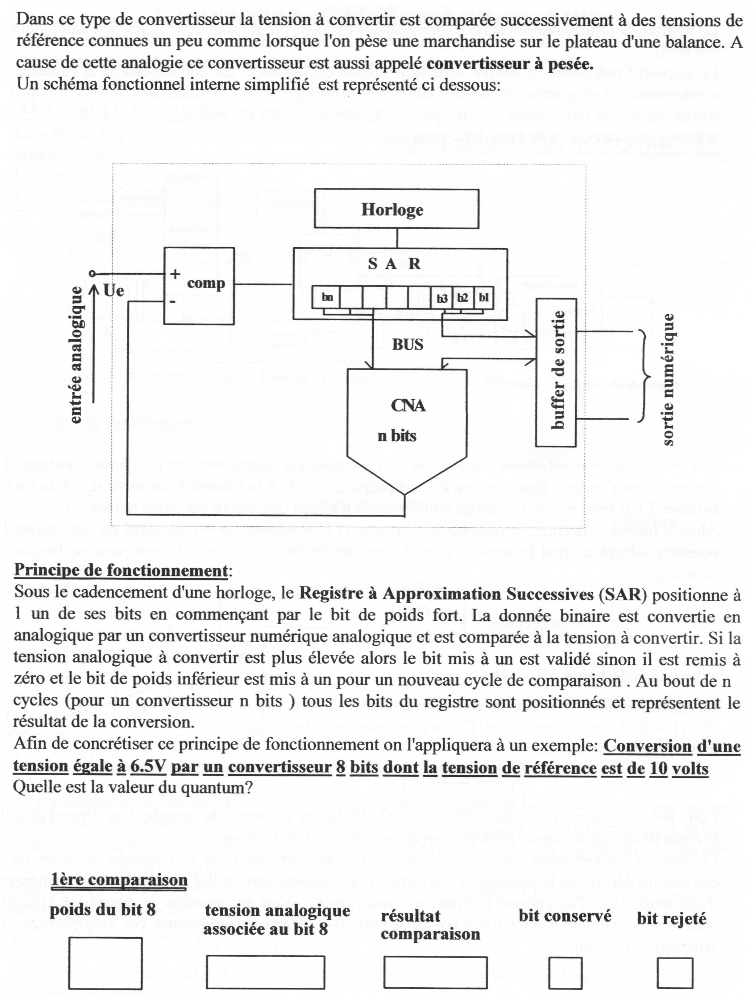 Dans ce type de convertisseur la tension à convertir est comparée successivement à des tensions de
référence connues un peu comme lorsque l'on pèse une marchandise sur le plateau d'une balance. A
cause de cette analogie ce convertisseur est aussi appelé convertisseur à pesée.
Un schéma fonctionnel interne simplifié est représenté ci dessous:
Horloge
S A R
+
comp
-
Ue
entrée analogique
bn
b3 b2 b1
BUS
CNA
n bits
buffer de sortie
sortie numérique
Principe de fonctionnement:
Sous le cadencement d'une horloge, le Registre à Approximation Successives (SAR) positionne à
1 un de ses bits en commençant par le bit de poids fort. La donnée binaire est convertie en
analogique par un convertisseur numérique analogique et est comparée à la tension à convertir. Si la
tension analogique à convertir est plus élevée alors le bit mis à un est validé sinon il est remis à
zéro et le bit de poids inférieur est mis à un pour un nouveau cycle de comparaison . Au bout de n
cycles (pour un convertisseur n bits ) tous les bits du registre sont positionnés et représentent le
résultat de la conversion.
Afin de concrétiser ce principe de fonctionnement on l'appliquera à un exemple: Conversion d'une
tension égale à 6.5V par un convertisseur 8 bits dont la tension de référence est de 10 volts
Quelle est la valeur du quantum?
1ère comparaison
poids du bit 8
tension analogique
associée au bit 8
résultat
comparaison
bit conservé
bit rejeté